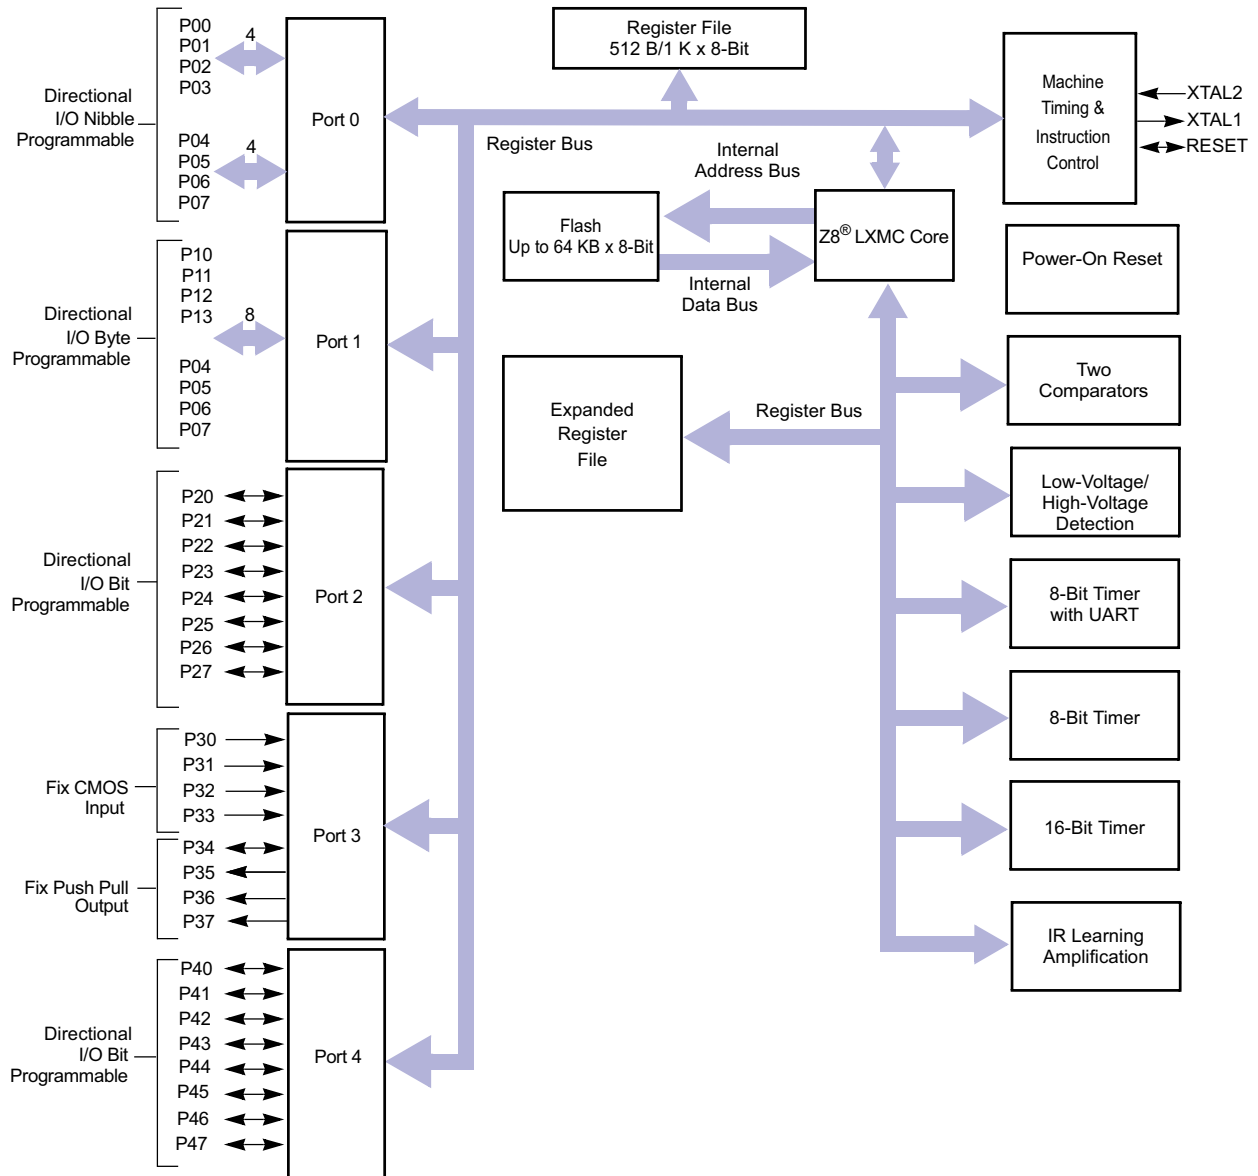 P00
P01
P02
P03
4
Directional
I/O Nibble
Programmable
P04
P05
P06
P07
4
Port 0
Register File
512 B/1 K x 8-Bit
Machine
Timing &
Instruction
Control
XTAL2
XTAL1
RESET
Register Bus
Internal
Address Bus
Flash
Up to 64 KB x 8-Bit
Z8® LXMC Core
Internal
Data Bus
Power-On Reset
P10
P11
P12
P13
8
Directional
I/O Byte
Programmable
P04
P05
P06
P07
Port 1
Expanded
Register
File
Register Bus
Two
Comparators
Low-Voltage/
High-Voltage
Detection
8-Bit Timer
with UART
8-Bit Timer
16-Bit Timer
IR Learning
Amplification
Directional
I/O Bit
Programmable
P20
P21
P22
P23
P24
P25
P26
P27
Port 2
Fix CMOS
Input
P30
P31
P32
P33
Port 3
Fix Push Pull
Output
P34
P35
P36
P37
Directional
I/O Bit
Programmable
P40
P41
P42
P43
P44
P45
P46
P47
Port 4